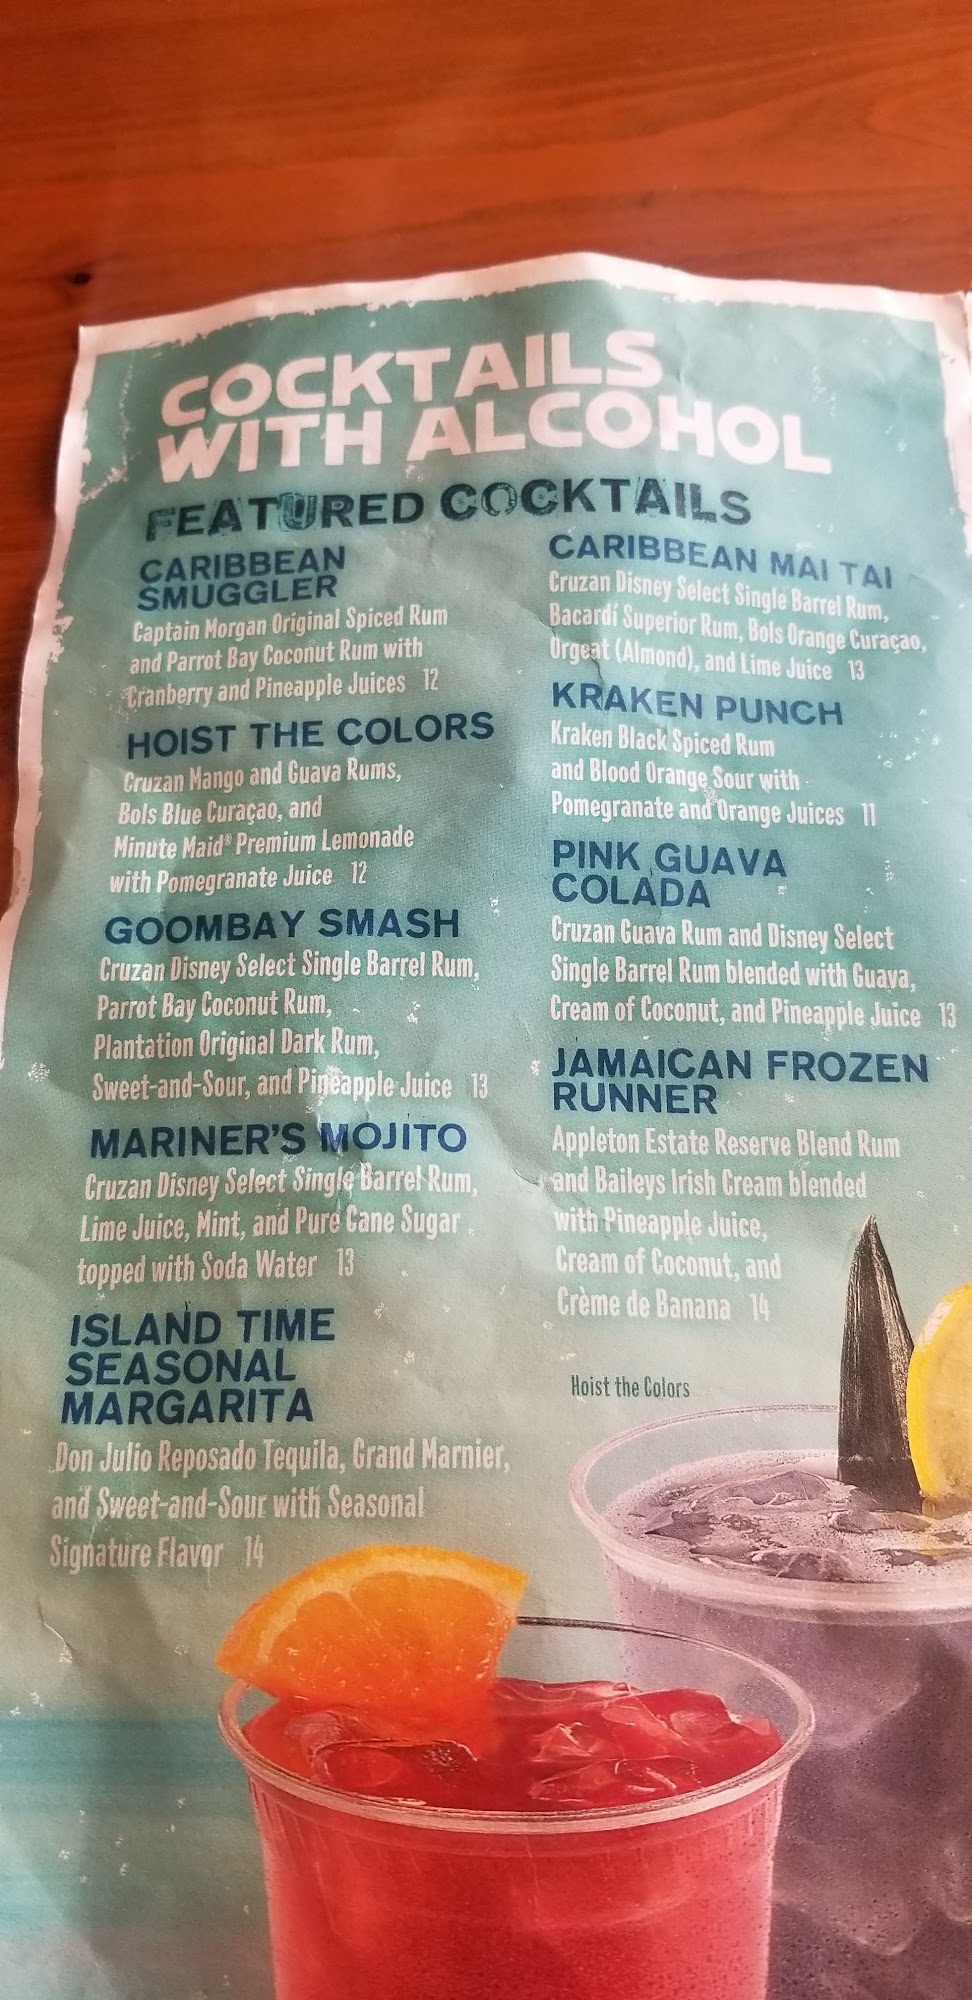 COCKTAILS
WITH ALCOHOL
FEATURED COCKTAILS
CARIBBEAN
SMUGGLER
Captain Morgan Original Spiced Rum
and Parrot Bay Coconut Rum with
Cranberry and Pineapple Juices 12
HOIST THE COLORS
Cruzan Mango and Guava Rums,
Bols Blue Curaçao, and
Minute Maid® Premium Lemonade
with Pomegranate Juice 12
GOOMBAY SMASH
Cruzan Disney Select Single Barrel Rum,
Parrot Bay Coconut Rum,
Plantation Original Dark Rum,
Sweet-and-Sour, and Pineapple Juice 13
MARINER'S MOJITO
Cruzan Disney Select Single Barrel Rum,
Lime Juice, Mint, and Pure Cane Sugar
topped with Soda Water 13
ISLAND TIME
SEASONAL
MARGARITA
Don Julio Reposado Tequila, Grand Marnier,
and Sweet-and-Sour with Seasonal
Signature Flavor 14
CARIBBEAN MAI TAI
Cruzan Disney Select Single Barrel Rum,
Bacardí Superior Rum, Bols Orange Curaçao,
Orgeat (Almond), and Lime Juice 13
KRAKEN PUNCH
Kraken Black Spiced Rum
and Blood Orange Sour with
Pomegranate and Orange Juices 11
PINK GUAVA
COLADA
Cruzan Guava Rum and Disney Select
Single Barrel Rum blended with Guava,
Cream of Coconut, and Pineapple Juice 13
JAMAICAN FROZEN
RUNNER
Appleton Estate Reserve Blend Rum
and Baileys Irish Cream blended
with Pineapple Juice,
Cream of Coconut, and
Crème de Banana 14
Hoist the Colors